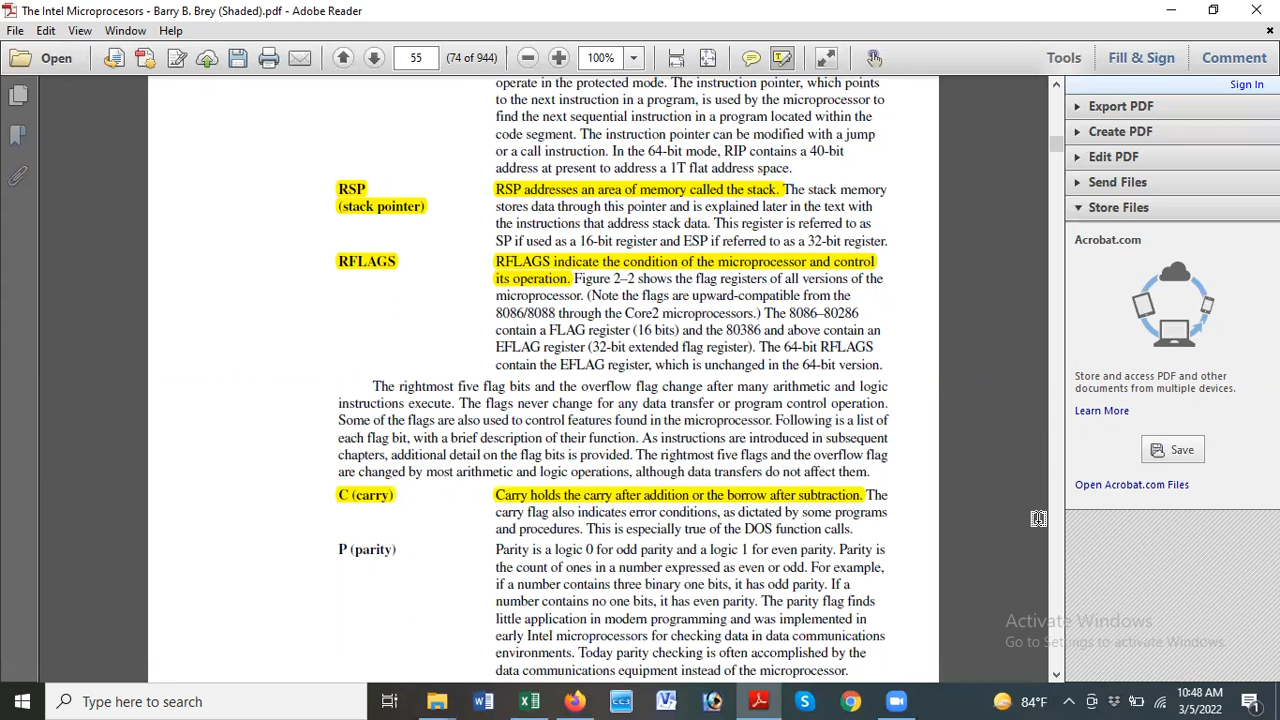 The Intel Microprocesors - Barry B. Brey (Shaded).pdf - Adobe Reader
File Edit View Window Help
Open 55 (74 of 944) 100% Tools Fill & Sign Comment
Sign In
operate in the protected mode. The instruction pointer, which points
to the next instruction in a program, is used by the microprocessor to
find the next sequential instruction in a program located within the
code segment. The instruction pointer can be modified with a jump
or a call instruction. In the 64-bit mode, RIP contains a 40-bit
address at present to address a 1T flat address space.
RSP RSP addresses an area of memory called the stack. The stack memory
(stack pointer) stores data through this pointer and is explained later in the text with
the instructions that address stack data. This register is referred to as
SP if used as a 16-bit register and ESP if referred to as a 32-bit register.
RFLAGS RFLAGS indicate the condition of the microprocessor and control
its operation. Figure 2–2 shows the flag registers of all versions of the
microprocessor. (Note the flags are upward-compatible from the
8086/8088 through the Core2 microprocessors.) The 8086–80286
contain a FLAG register (16 bits) and the 80386 and above contain an
EFLAG register (32-bit extended flag register). The 64-bit RFLAGS
contain the EFLAG register, which is unchanged in the 64-bit version.
The rightmost five flag bits and the overflow flag change after many arithmetic and logic
instructions execute. The flags never change for any data transfer or program control operation.
Some of the flags are also used to control features found in the microprocessor. Following is a list of
each flag bit, with a brief description of their function. As instructions are introduced in subsequent
chapters, additional detail on the flag bits is provided. The rightmost five flags and the overflow flag
are changed by most arithmetic and logic operations, although data transfers do not affect them.
C (carry) Carry holds the carry after addition or the borrow after subtraction. The
carry flag also indicates error conditions, as dictated by some programs
and procedures. This is especially true of the DOS function calls.
P (parity) Parity is a logic 0 for odd parity and a logic 1 for even parity. Parity is
the count of ones in a number expressed as even or odd. For example,
if a number contains three binary one bits, it has odd parity. If a
number contains no one bits, it has even parity. The parity flag finds
little application in modern programming and was implemented in
early Intel microprocessors for checking data in data communications
environments. Today parity checking is often accomplished by the
data communications equipment instead of the microprocessor.
Export PDF
Create PDF
Edit PDF
Send Files
Store Files
Acrobat.com
Store and access PDF and other
documents from multiple devices.
Learn More
Save
Open Acrobat.com Files
Activate Windows
Go to Settings to activate Windows.
Type here to search
CC3
84°F
10:48 AM
3/5/2022
1